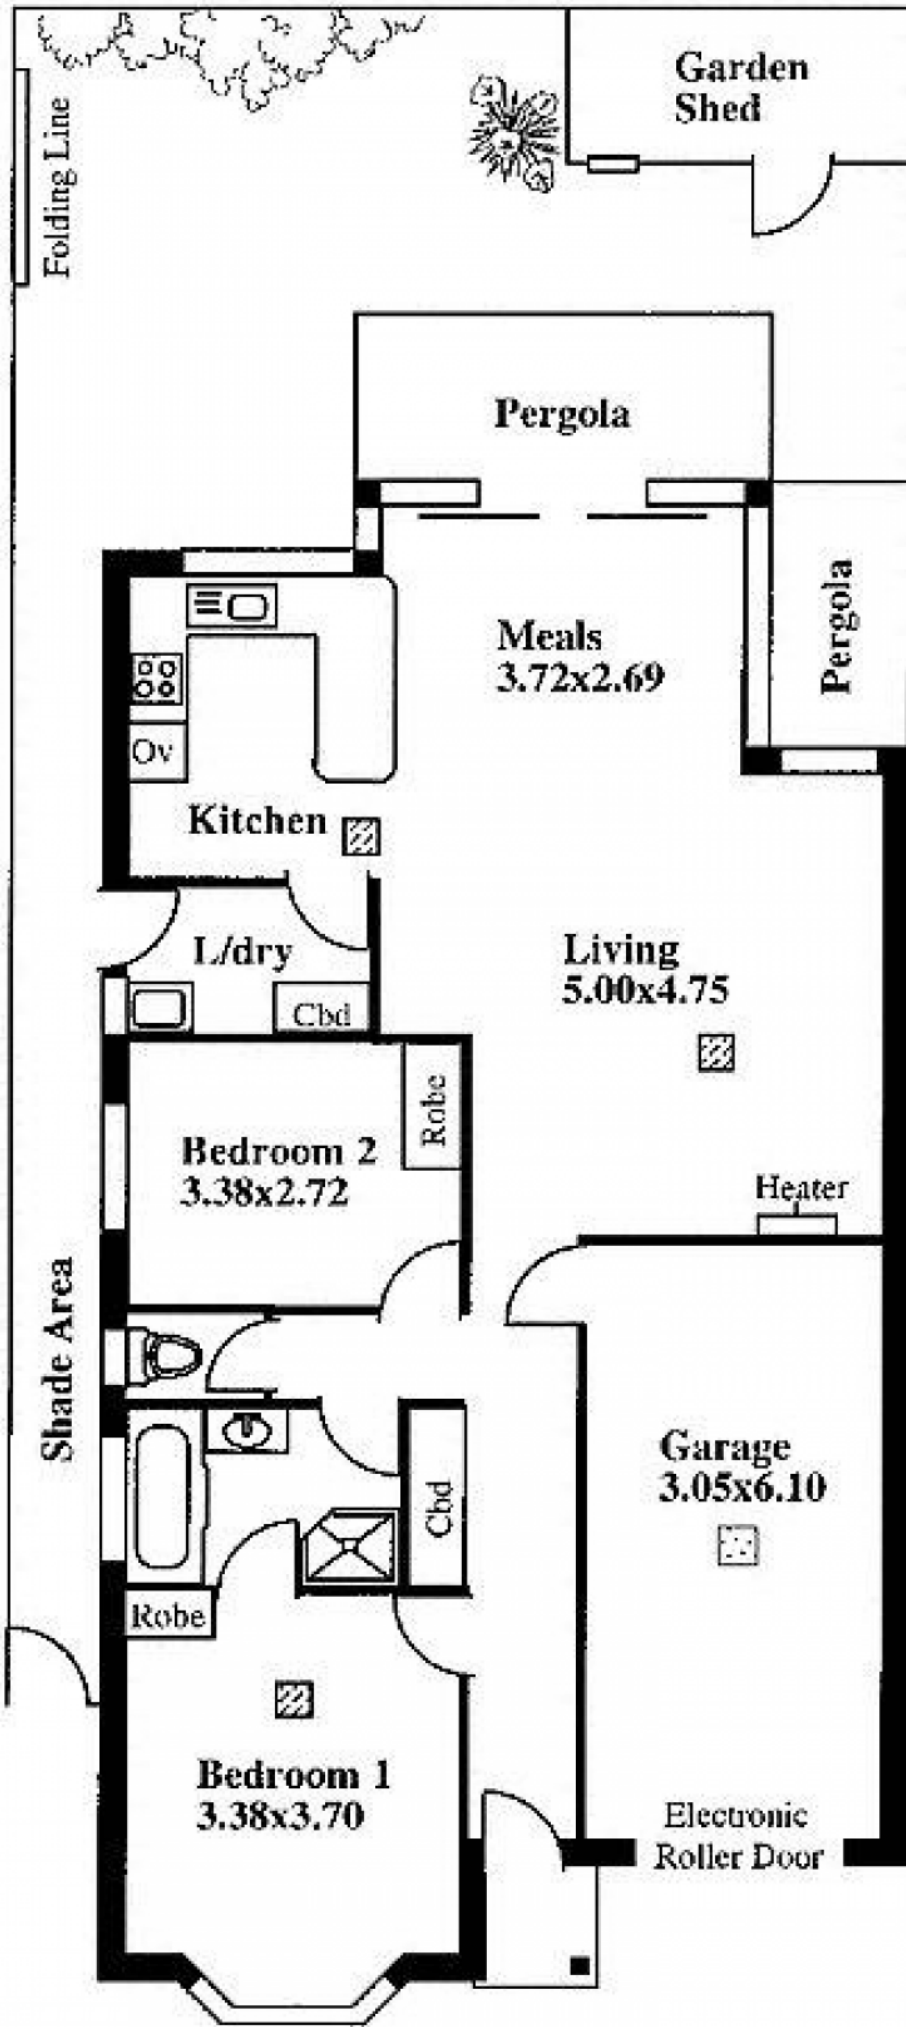 Garden
Shed
Folding Line
Pergola
Pergola
Meals
3.72x2.69
Ov
Kitchen
L/dry
Cbd
Living
5.00x4.75
Robe
Bedroom 2
3.38x2.72
Heater
Shade Area
Garage
3.05x6.10
Cbd
Robe
Bedroom 1
3.38x3.70
Electronic
Roller Door